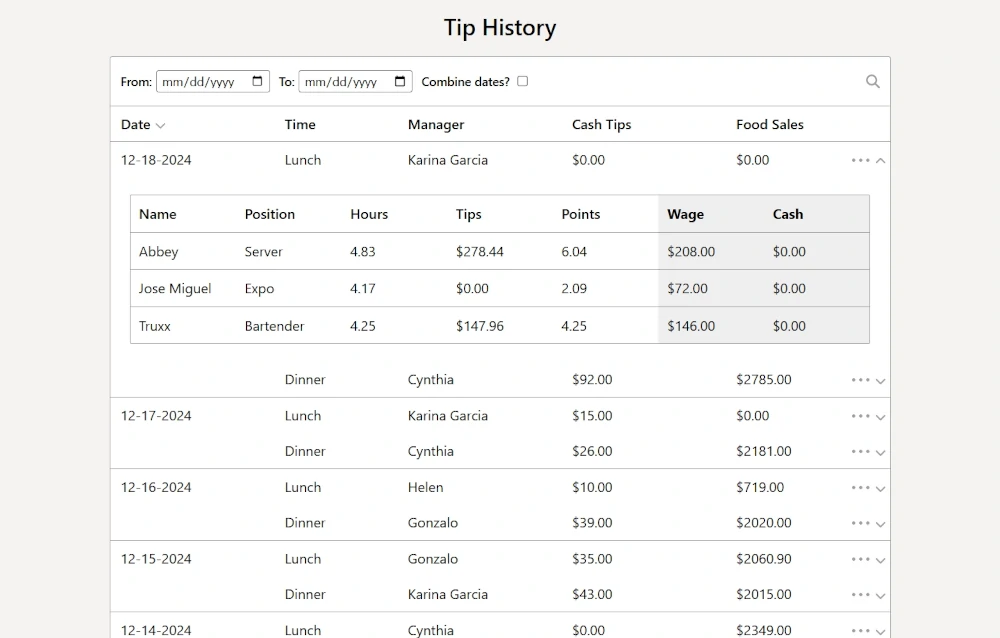 Tip History
From: mm/dd/yyyy To: mm/dd/yyyy Combine dates?
Date Time Manager Cash Tips Food Sales
12-18-2024 Lunch Karina Garcia $0.00 $0.00
Name Position Hours Tips Points Wage Cash
Abbey Server 4.83 $278.44 6.04 $208.00 $0.00
Jose Miguel Expo 4.17 $0.00 2.09 $72.00 $0.00
Truxx Bartender 4.25 $147.96 4.25 $146.00 $0.00
Dinner Cynthia $92.00 $2785.00
12-17-2024 Lunch Karina Garcia $15.00 $0.00
Dinner Cynthia $26.00 $2181.00
12-16-2024 Lunch Helen $10.00 $719.00
Dinner Gonzalo $39.00 $2020.00
12-15-2024 Lunch Gonzalo $35.00 $2060.90
Dinner Karina Garcia $43.00 $2015.00
12-14-2024 Lunch Cynthia $0.00 $2349.00